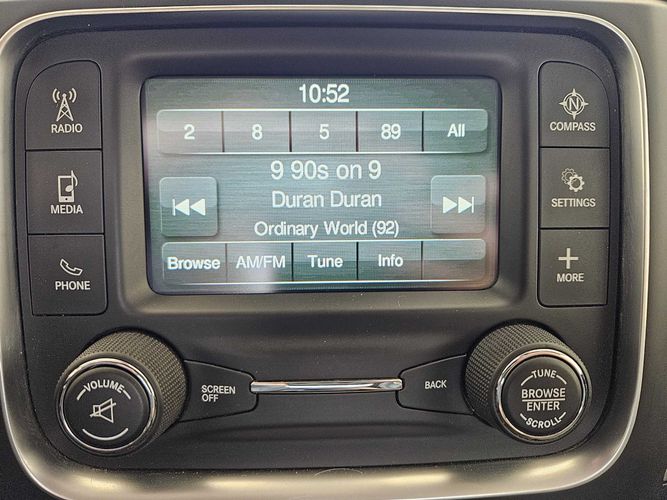 10:52
2 8 5 89 All
9 90s on 9
Duran Duran
Ordinary World (92)
Browse AM/FM Tune Info
RADIO
MEDIA
PHONE
N
COMPASS
SETTINGS
MORE
VOLUME
SCREEN
OFF
BACK
TUNE
BROWSE
ENTER
SCROLL